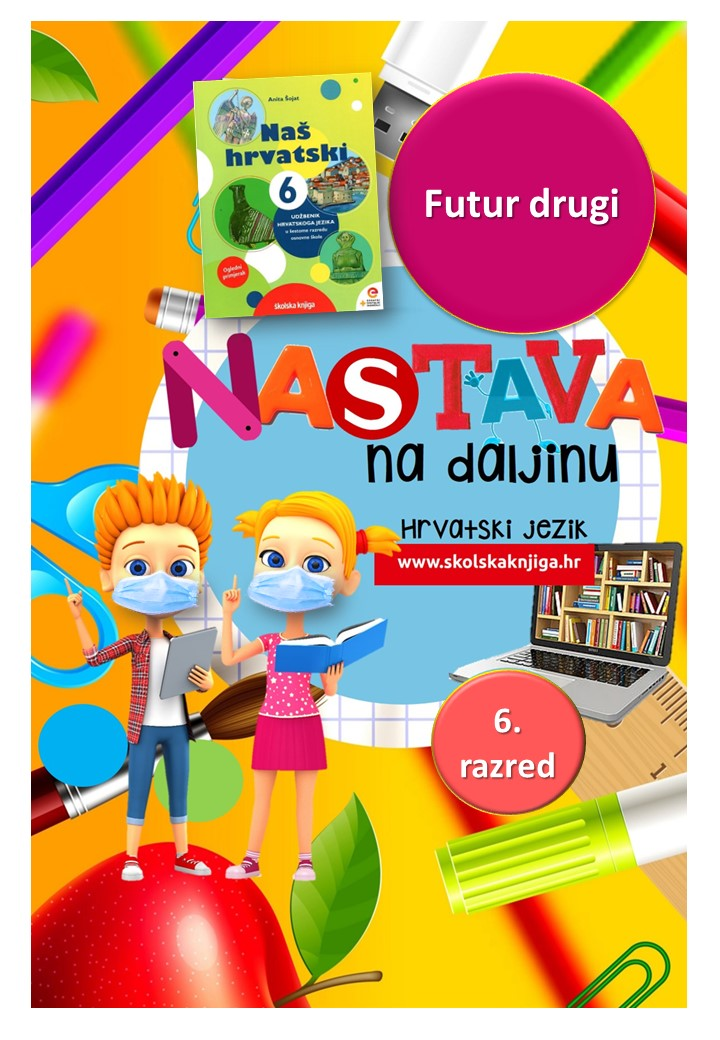 Anita Šojat
Naš
hrvatski
6
UDŽBENIK
HRVATSKOGA JEZIKA
u šestome razredu
osnovne škole
Ogledni
primjerak
školska knjiga
Futur drugi
NASTAVA
na daljinu
Hrvatski jezik
www.skolskaknjiga.hr
6.
razred